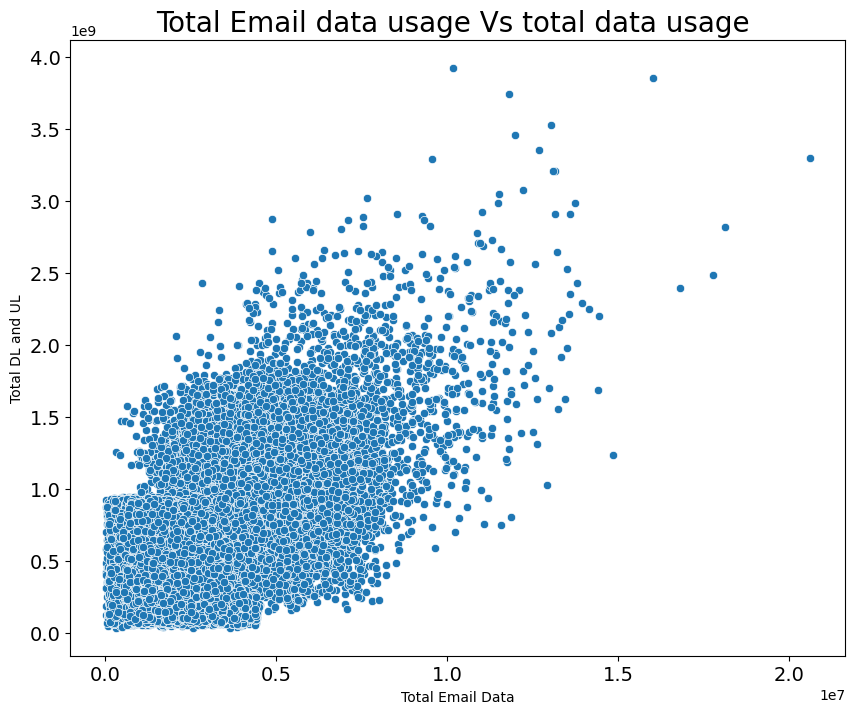 Total Email data usage Vs total data usage
1e9
4.0
3.5
3.0
2.5
2.0
1.5
1.0
0.5
0.0
Total DL and UL
0.0 0.5 1.0 1.5 2.0
Total Email Data
1e7